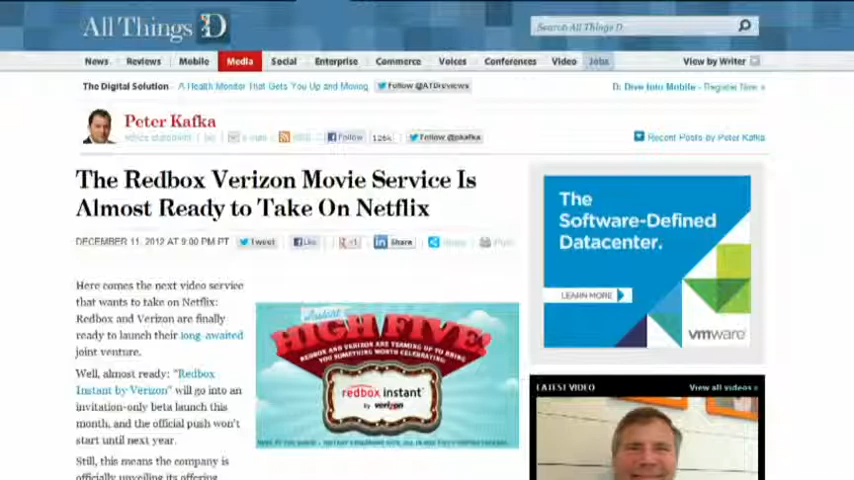 All Things D
Search All Things D
News Reviews Mobile Media Social Enterprise Commerce Voices Conferences Video Jobs View by Writer
The Digital Solution A Health Monitor That Gets You Up and Moving Follow @ATDreviews D: Dive Into Mobile - Register Now »
Peter Kafka
Follow 126k Follow @pkafka Recent Posts by Peter Kafka
The Redbox Verizon Movie Service Is
Almost Ready to Take On Netflix
DECEMBER 11, 2012 AT 9:00 PM PT Tweet Like +1 Share Share Print
Here comes the next video service
that wants to take on Netflix:
Redbox and Verizon are finally
ready to launch their long-awaited
joint venture.
Well, almost ready: "Redbox
Instant by Verizon" will go into an
invitation-only beta launch this
month, and the official push won't
start until next year.
Still, this means the company is
officially unveiling its offering
Instant
HIGH FIVE!
REDBOX AND VERIZON ARE TEAMING UP TO BRING
YOU SOMETHING WORTH CELEBRATING:
redbox instant
by verizon
The
Software-Defined
Datacenter.
LEARN MORE
vmware
LATEST VIDEO View all videos »